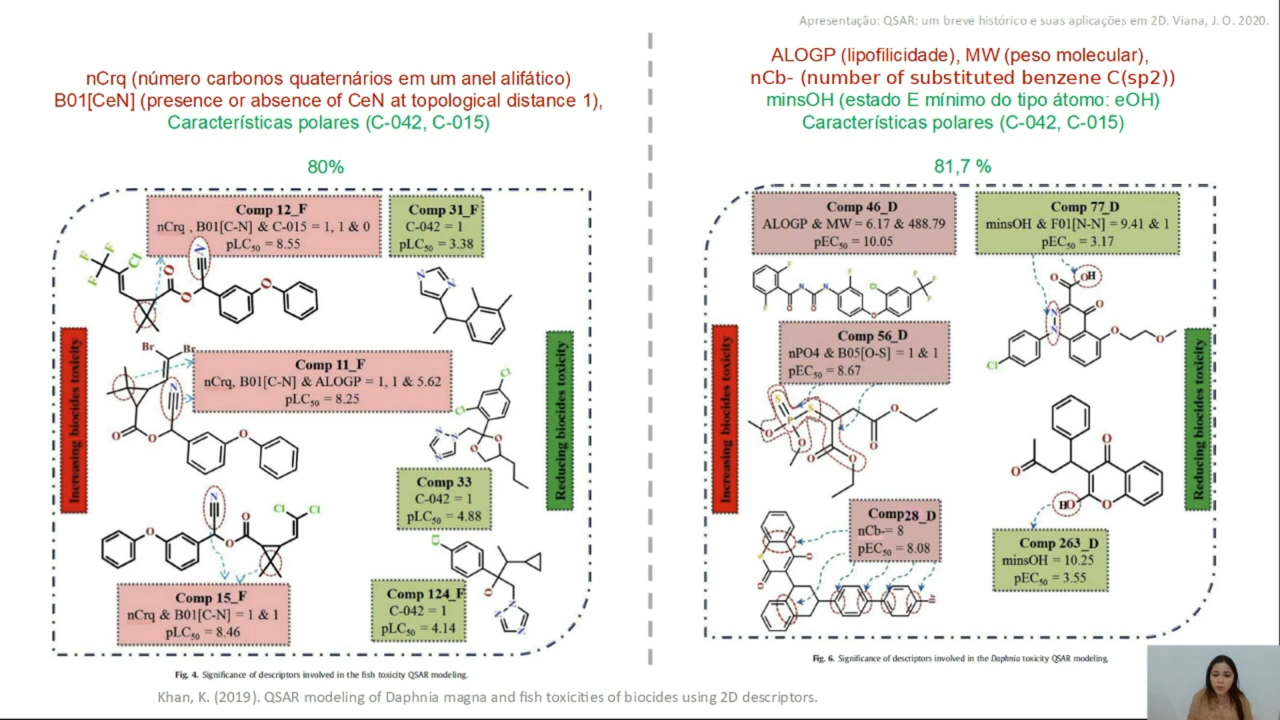 Apresentação: QSAR: um breve histórico e suas aplicações em 2D. Viana, J. O. 2020.
nCrq (número carbonos quaternários em um anel alifático)
B01[CeN] (presence or absence of CeN at topological distance 1),
Características polares (C-042, C-015)
80%
Comp 12_F
nCrq , B01[C-N] & C-015 = 1, 1 & 0
pLC50 = 8.55
Comp 31_F
C-042 = 1
pLC50 = 3.38
F
F
F
Cl
O
O
N
O
N
N
Increasing biocides toxicity
Reducing biocides toxicity
Br
Br
Comp 11_F
nCrq, B01[C-N] & ALOGP = 1, 1 & 5.62
pLC50 = 8.25
N
O
O
O
Cl
Cl
N
N
O
O
Comp 33
C-042 = 1
pLC50 = 4.88
N
Cl
Cl
O
O
O
Comp 15_F
nCrq & B01[C-N] = 1 & 1
pLC50 = 8.46
Cl
O
N
N
Comp 124_F
C-042 = 1
pLC50 = 4.14
Fig. 4. Significance of descriptors involved in the fish toxicity QSAR modeling.
ALOGP (lipofilicidade), MW (peso molecular),
nCb- (number of substituted benzene C(sp2))
minsOH (estado E mínimo do tipo átomo: eOH)
Características polares (C-042, C-015)
81,7 %
Comp 46_D
ALOGP & MW = 6.17 & 488.79
pEC50 = 10.05
Comp 77_D
minsOH & F01[N-N] = 9.41 & 1
pEC50 = 3.17
F
F
O
N
O
N
F
O
Cl
F
F
F
O
OH
O
N
N
O
O
Cl
Increasing biocides toxicity
Reducing biocides toxicity
Comp 56_D
nPO4 & B05[O-S] = 1 & 1
pEC50 = 8.67
S
P
S
O
O
O
O
O
O
O
O
HO
O
Comp28_D
nCb-= 8
pEC50 = 8.08
O
O
Br
Comp 263_D
minsOH = 10.25
pEC50 = 3.55
Fig. 6. Significance of descriptors involved in the Daphnia toxicity QSAR modeling.
Khan, K. (2019). QSAR modeling of Daphnia magna and fish toxicities of biocides using 2D descriptors.